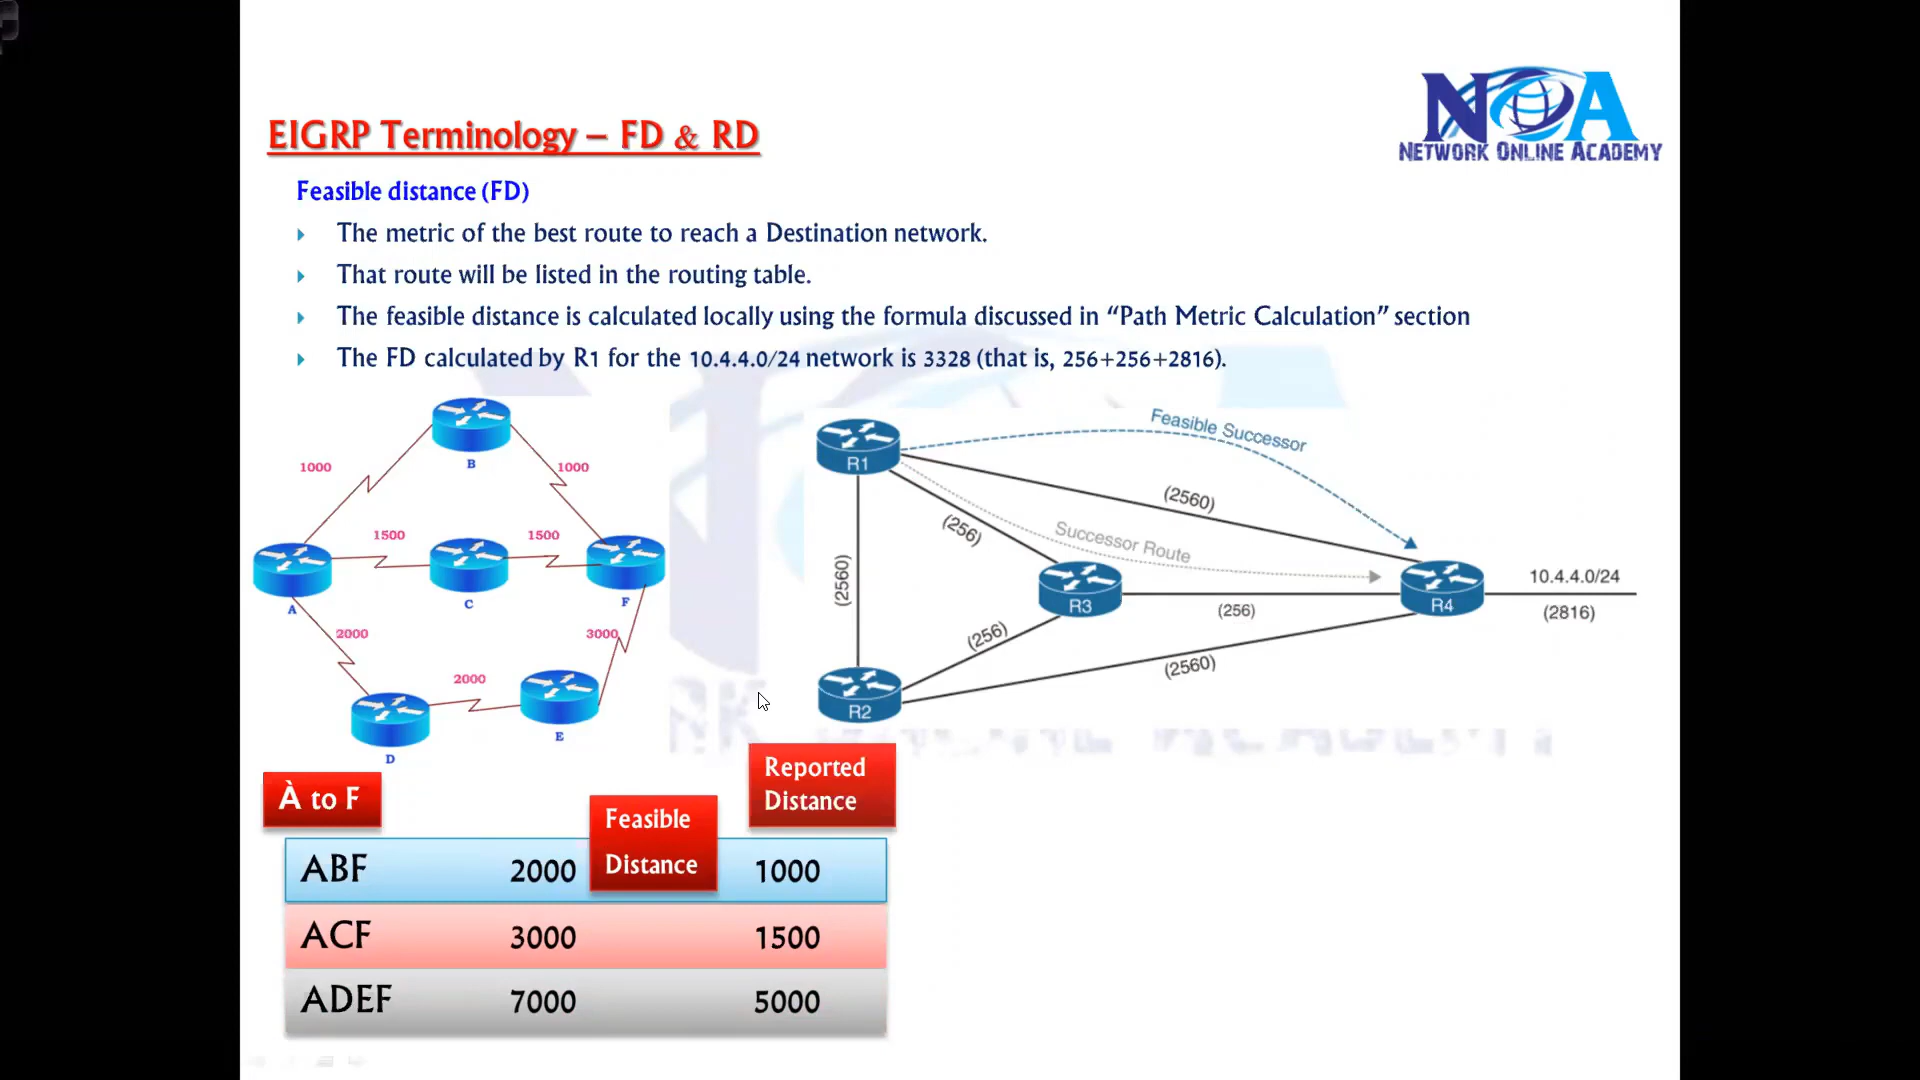 NOA
NETWORK ONLINE ACADEMY
EIGRP Terminology – FD & RD
Feasible distance (FD)
The metric of the best route to reach a Destination network.
That route will be listed in the routing table.
The feasible distance is calculated locally using the formula discussed in “Path Metric Calculation” section
The FD calculated by R1 for the 10.4.4.0/24 network is 3328 (that is, 256+256+2816).
B
1000
1000
1500
1500
A
C
F
2000
3000
2000
D
E
Feasible Successor
R1
(2560)
(256)
Successor Route
(2560)
R3
(256)
R4
10.4.4.0/24
(2816)
(256)
(2560)
R2
À to F
Feasible
Distance
Reported
Distance
ABF 2000 1000
ACF 3000 1500
ADEF 7000 5000